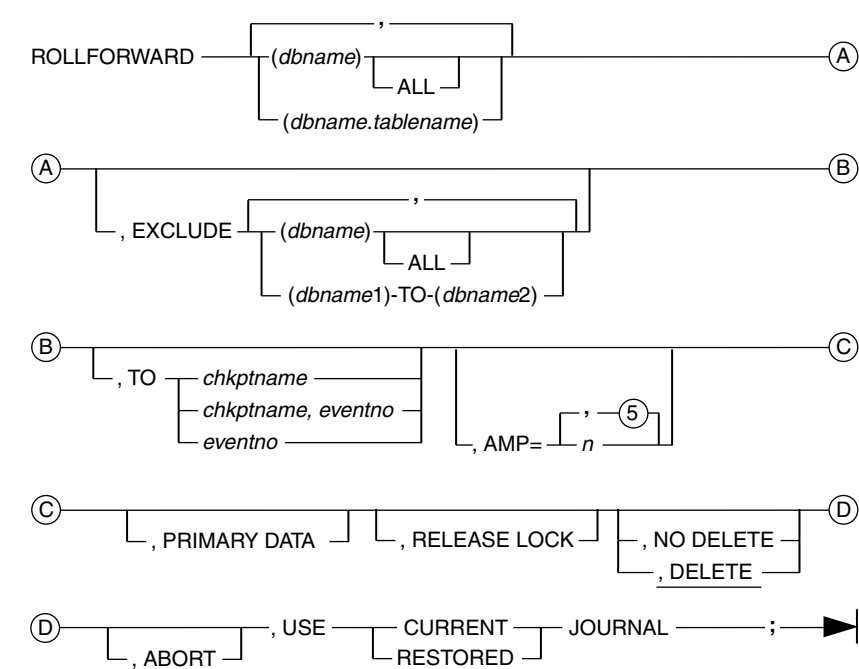 ,
ROLLFORWARD (dbname) A
ALL
(dbname.tablename)
A B
,
, EXCLUDE (dbname)
ALL
(dbname1)-TO-(dbname2)
B C
, TO chkptname
chkptname, eventno , 5
eventno , AMP= n
C D
, PRIMARY DATA , RELEASE LOCK , NO DELETE
, DELETE
D , USE CURRENT JOURNAL ;
, ABORT RESTORED